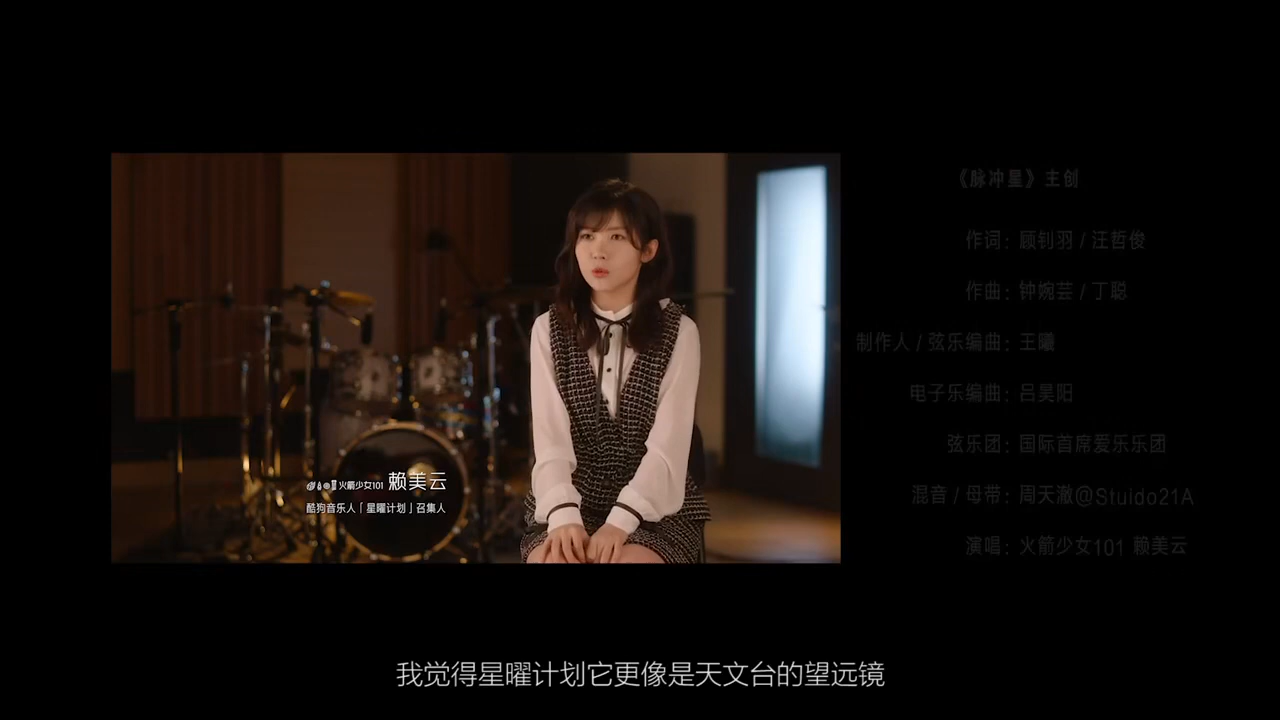 《脉冲星》主创
作词：顾钊羽 / 汪哲俊
作曲：钟婉芸 / 丁聪
制作人 / 弦乐编曲：王曦
电子乐编曲：吕昊阳
弦乐团：国际首席爱乐乐团
混音 / 母带：周天澈@Stuido21A
演唱：火箭少女101 赖美云
火箭少女101 赖美云
酷狗音乐人「星曜计划」召集人
我觉得星曜计划它更像是天文台的望远镜